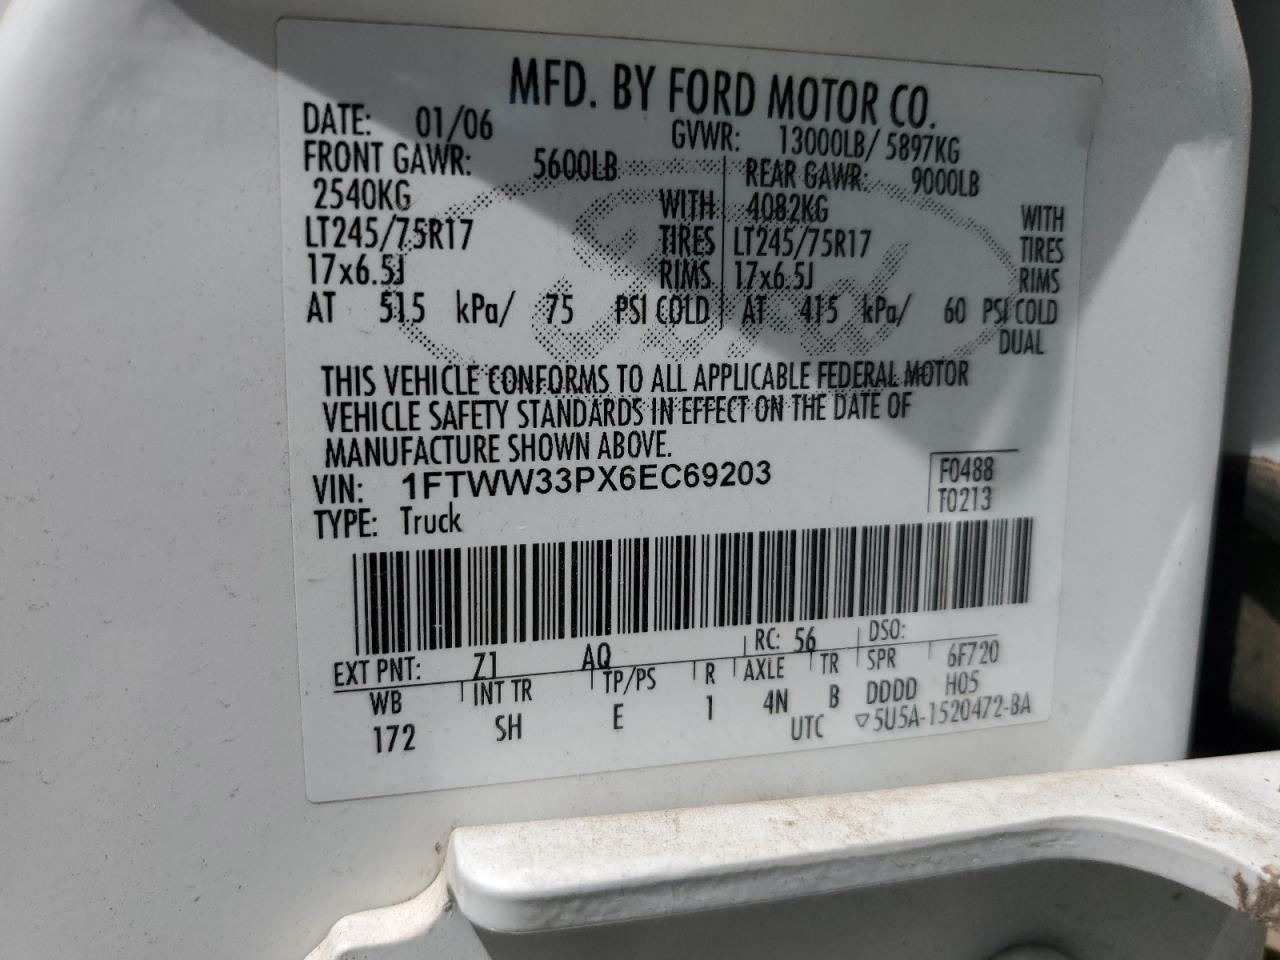 MFD. BY FORD MOTOR CO.
DATE: 01/06 GVWR: 13000LB/ 5897KG
FRONT GAWR: 5600LB REAR GAWR: 9000LB
2540KG WITH 4082KG WITH
LT245/75R17 TIRES LT245/75R17 TIRES
17x6.5J RIMS 17x6.5J RIMS
AT 515 kPa/ 75 PSI COLD AT 415 kPa/ 60 PSI COLD
DUAL
THIS VEHICLE CONFORMS TO ALL APPLICABLE FEDERAL MOTOR
VEHICLE SAFETY STANDARDS IN EFFECT ON THE DATE OF
MANUFACTURE SHOWN ABOVE.
VIN: 1FTWW33PX6EC69203 F0488
TYPE: Truck T0213
EXT PNT: Z1 AQ RC: 56 DSO:
WB INT TR TP/PS R AXLE TR SPR 6F720
172 SH E 1 4N B DDDD H05
UTC ▽5U5A-1520472-BA